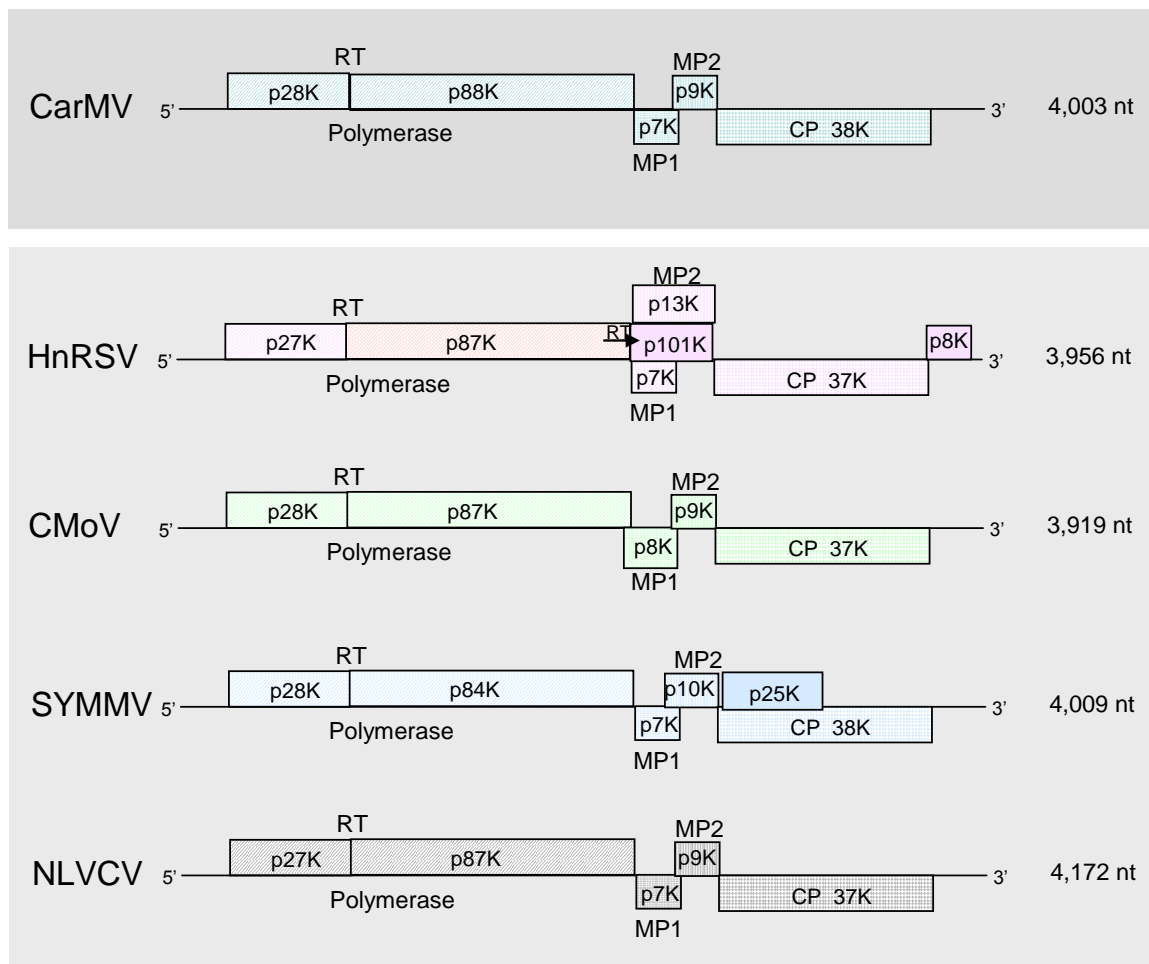 RT MP2
CarMV 5’ p28K p88K p9K 3’ 4,003 nt
Polymerase p7K CP 38K
MP1
MP2
RT p13K
HnRSV 5’ p27K p87K RT p101K p8K 3’ 3,956 nt
Polymerase p7K CP 37K
MP1
RT MP2
CMoV 5’ p28K p87K p9K 3’ 3,919 nt
Polymerase p8K CP 37K
MP1
RT MP2
SYMMV 5’ p28K p84K p10K p25K 3’ 4,009 nt
Polymerase p7K CP 38K
MP1
RT MP2
NLVCV 5’ p27K p87K p9K 3’ 4,172 nt
Polymerase p7K CP 37K
MP1